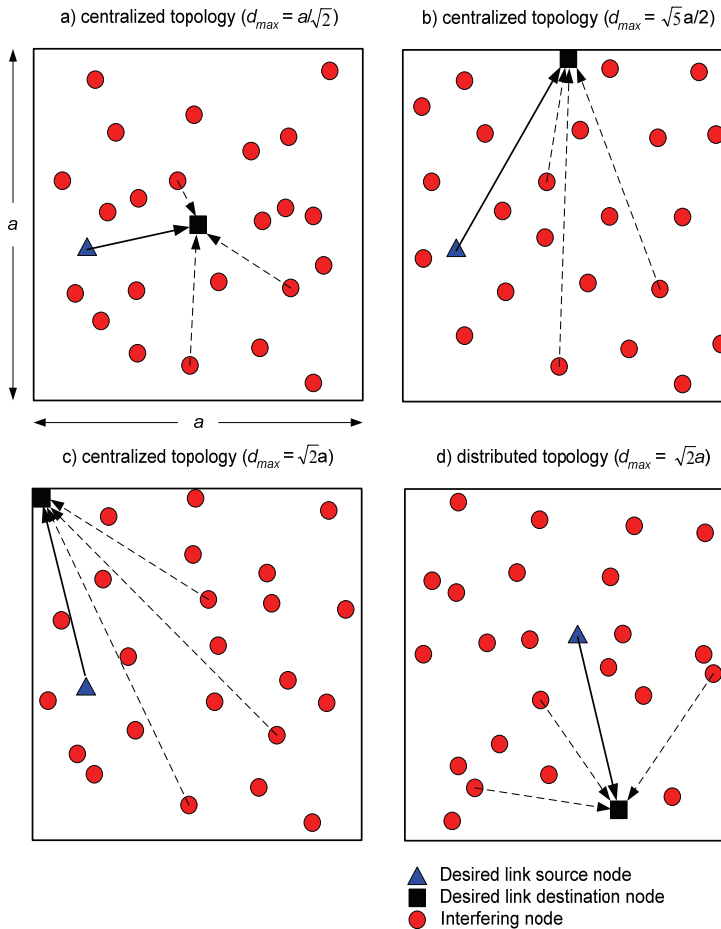 a) centralized topology (d_max = a/√2)
b) centralized topology (d_max = √5a/2)
a
a
c) centralized topology (d_max = √2a)
d) distributed topology (d_max = √2a)
Desired link source node
Desired link destination node
Interfering node